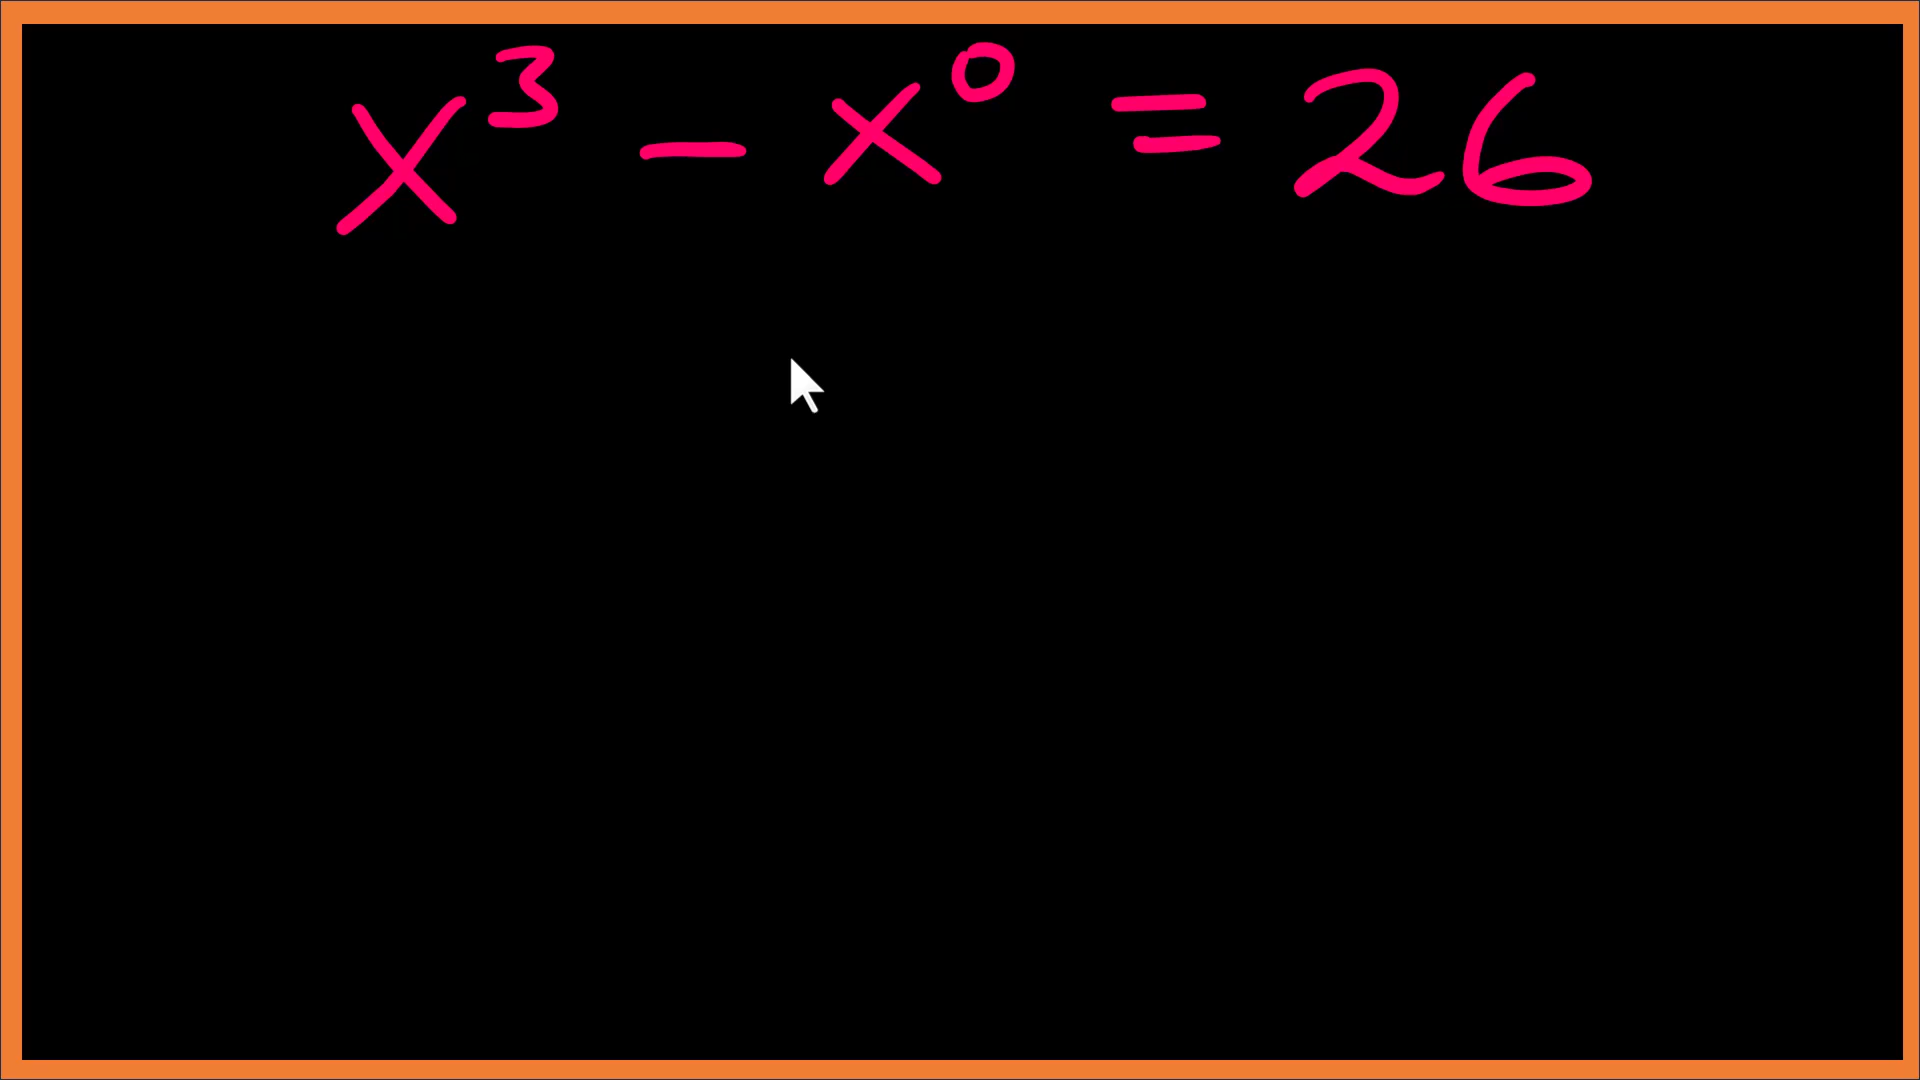 x³ - x⁰ = 26